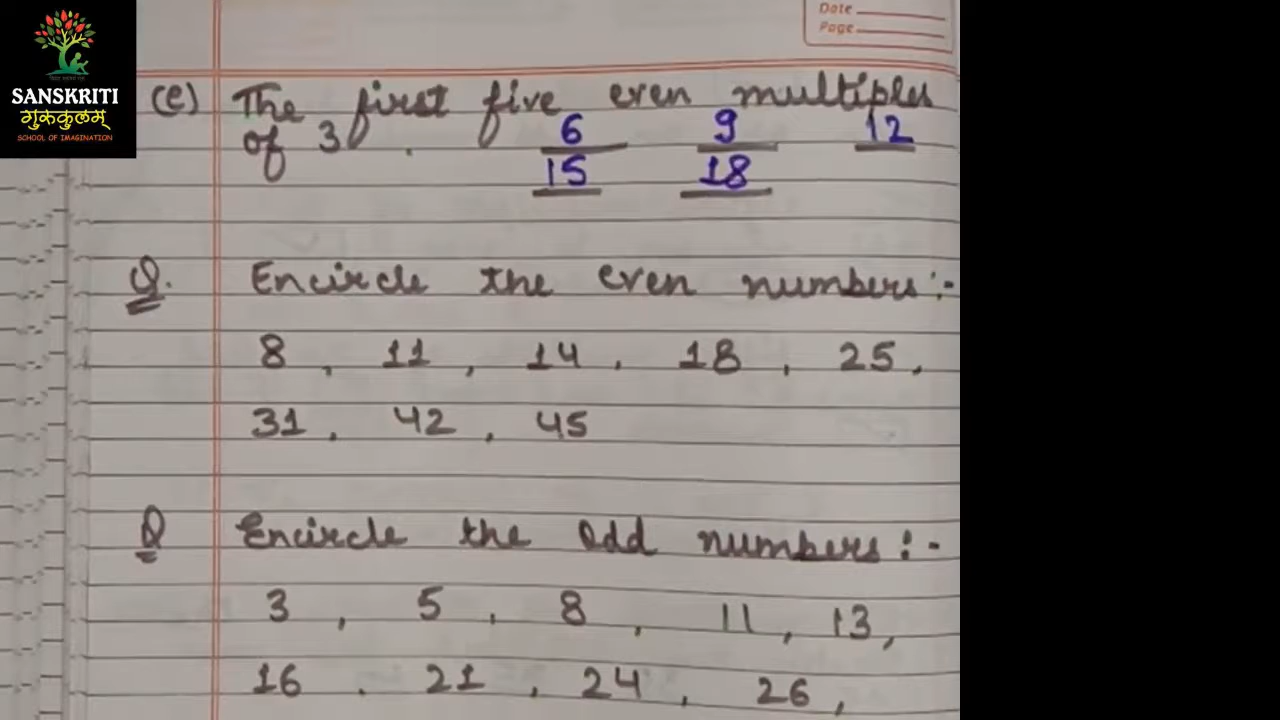 Date
Page
SANSKRITI
गुरुकुलम्
SCHOOL OF IMAGINATION
(e) The first five even multiples
of 3 . 6 9 12
15 18
Q. Encircle the even numbers:-
8 , 11 , 14 . 18 , 25 ,
31 , 42 , 45
Q Encircle the odd numbers:-
3 , 5 , 8 , 11 , 13 ,
16 , 21 , 24 , 26 ,